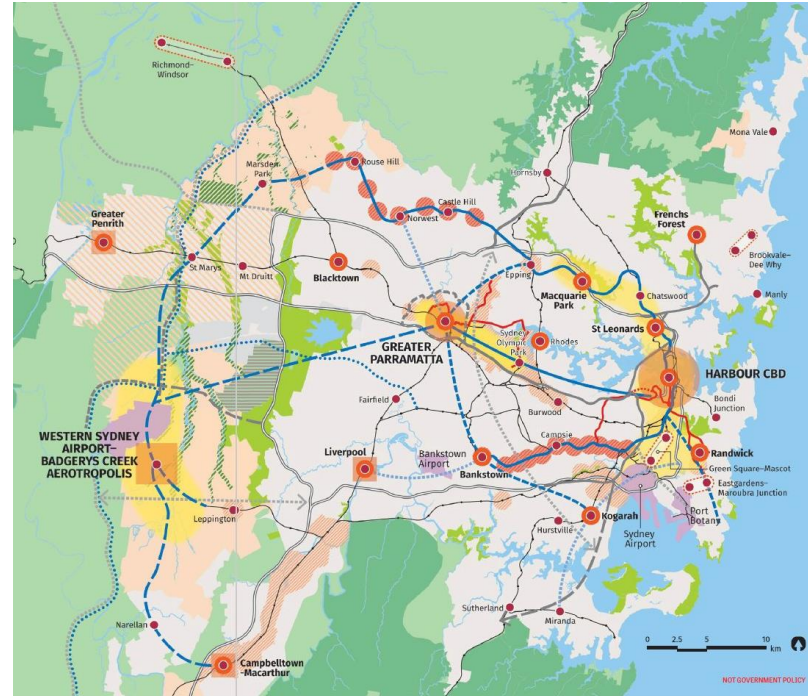 Richmond–
Windsor
Mona Vale
Marsden
Park
Rouse Hill
Hornsby
Castle Hill
Norwest
Greater
Penrith
Frenchs
Forest
Brookvale–
Dee Why
St Marys
Mt Druitt
Blacktown
Epping
Macquarie
Park
Chatswood
Manly
St Leonards
GREATER
PARRAMATTA
Sydney
Olympic
Park
Rhodes
HARBOUR CBD
Bondi
Junction
Fairfield
Burwood
WESTERN SYDNEY
AIRPORT–
BADGERYS CREEK
AEROTROPOLIS
Liverpool
Bankstown
Airport
Campsie
Bankstown
Randwick
Green Square–Mascot
Eastgardens–
Maroubra Junction
Leppington
Kogarah
Hurstville
Sydney
Airport
Port
Botany
Sutherland
Miranda
Narellan
Campbelltown
-Macarthur
0 2.5 5 10
km
NOT GOVERNMENT POLICY